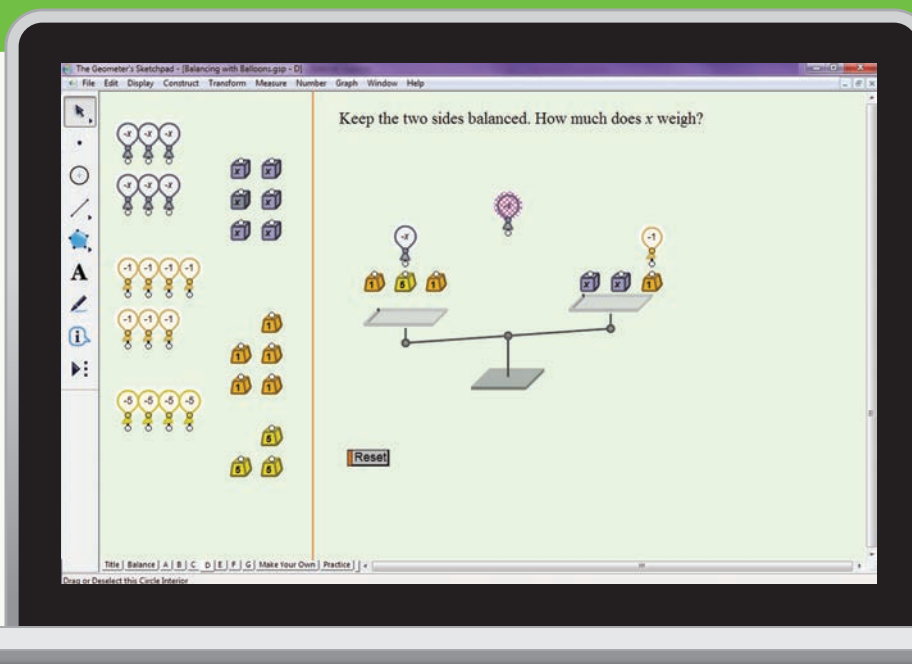 The Geometer's Sketchpad - [Balancing with Balloons.gsp - D]
File Edit Display Construct Transform Measure Number Graph Window Help
Keep the two sides balanced. How much does x weigh?
-x -x -x
x x
-x -x -x
x x
x x
-x
-x
-1
1 5 1
x x 1
-1 -1 -1 -1
-1 -1 -1
1
1 1
1 1
-5 -5 -5 -5
5
5 5
A
i
Reset
Title Balance A B C D E F G Make Your Own Practice
Drag or Deselect this Circle Interior